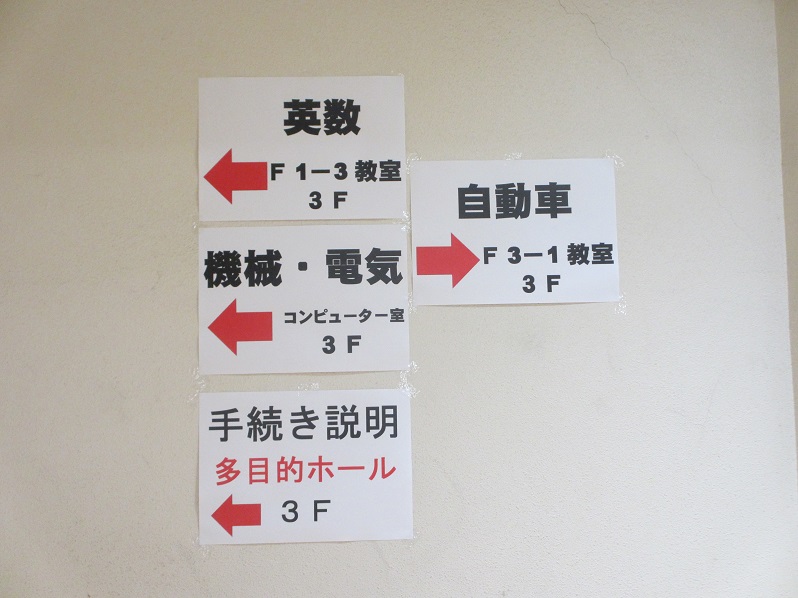 英数
F 1－3 教室
3 F
自動車
F 3－1 教室
3 F
機械・電気
コンピューター室
3 F
手続き説明
多目的ホール
3 F